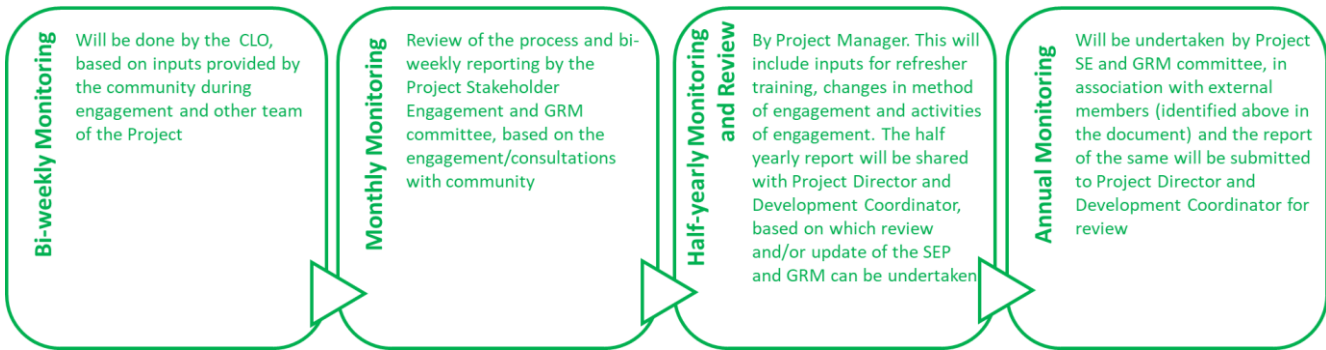 Bi-weekly Monitoring
Will be done by the CLO,
based on inputs provided by
the community during
engagement and other team
of the Project
Monthly Monitoring
Review of the process and bi-
weekly reporting by the
Project Stakeholder
Engagement and GRM
committee, based on the
engagement/consultations
with community
Half-yearly Monitoring
and Review
By Project Manager. This will
include inputs for refresher
training, changes in method
of engagement and activities
of engagement. The half
yearly report will be shared
with Project Director and
Development Coordinator,
based on which review
and/or update of the SEP
and GRM can be undertaken
Annual Monitoring
Will be undertaken by Project
SE and GRM committee, in
association with external
members (identified above in
the document) and the report
of the same will be submitted
to Project Director and
Development Coordinator for
review